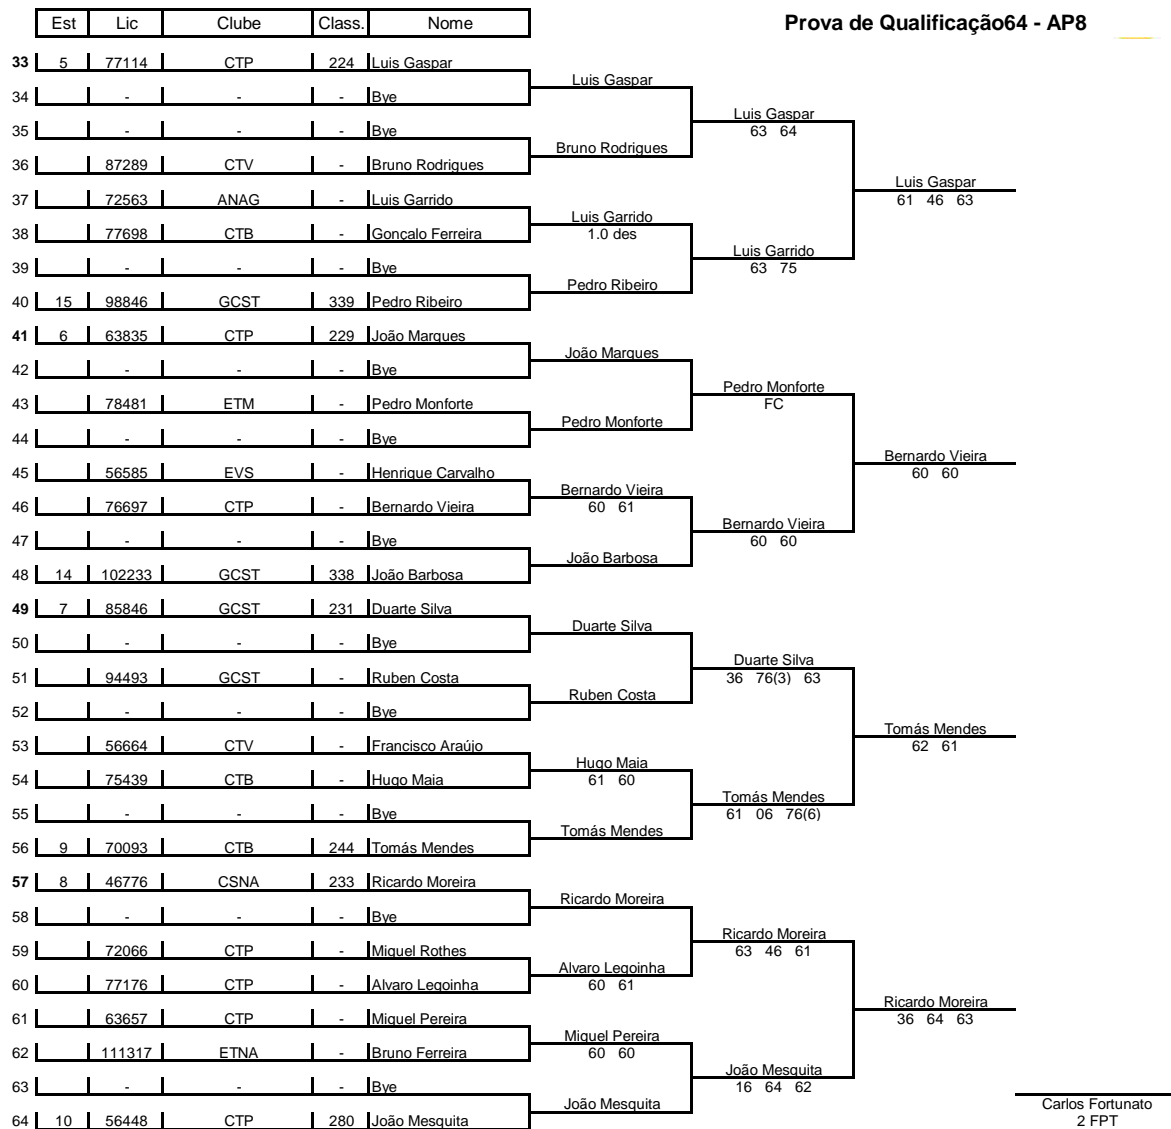 Est Lic Clube Class. Nome
Prova de Qualificação64 - AP8
33 5 77114 CTP 224 Luis Gaspar
Luis Gaspar
34 - - - Bye
Luis Gaspar
63 64
35 - - - Bye
Bruno Rodrigues
36 87289 CTV - Bruno Rodrigues
Luis Gaspar
61 46 63
37 72563 ANAG - Luis Garrido
Luis Garrido
1.0 des
38 77698 CTB - Gonçalo Ferreira
Luis Garrido
63 75
39 - - - Bye
Pedro Ribeiro
40 15 98846 GCST 339 Pedro Ribeiro
41 6 63835 CTP 229 João Marques
João Marques
42 - - - Bye
Pedro Monforte
FC
43 78481 ETM - Pedro Monforte
Pedro Monforte
44 - - - Bye
Bernardo Vieira
60 60
45 56585 EVS - Henrique Carvalho
Bernardo Vieira
60 61
46 76697 CTP - Bernardo Vieira
Bernardo Vieira
60 60
47 - - - Bye
João Barbosa
48 14 102233 GCST 338 João Barbosa
49 7 85846 GCST 231 Duarte Silva
Duarte Silva
50 - - - Bye
Duarte Silva
36 76(3) 63
51 94493 GCST - Ruben Costa
Ruben Costa
52 - - - Bye
Tomás Mendes
62 61
53 56664 CTV - Francisco Araújo
Hugo Maia
61 60
54 75439 CTB - Hugo Maia
Tomás Mendes
61 06 76(6)
55 - - - Bye
Tomás Mendes
56 9 70093 CTB 244 Tomás Mendes
57 8 46776 CSNA 233 Ricardo Moreira
Ricardo Moreira
58 - - - Bye
Ricardo Moreira
63 46 61
59 72066 CTP - Miguel Rothes
Alvaro Legoinha
60 61
60 77176 CTP - Alvaro Legoinha
Ricardo Moreira
36 64 63
61 63657 CTP - Miguel Pereira
Miguel Pereira
60 60
62 111317 ETNA - Bruno Ferreira
João Mesquita
16 64 62
63 - - - Bye
João Mesquita
64 10 56448 CTP 280 João Mesquita
Carlos Fortunato
2 FPT